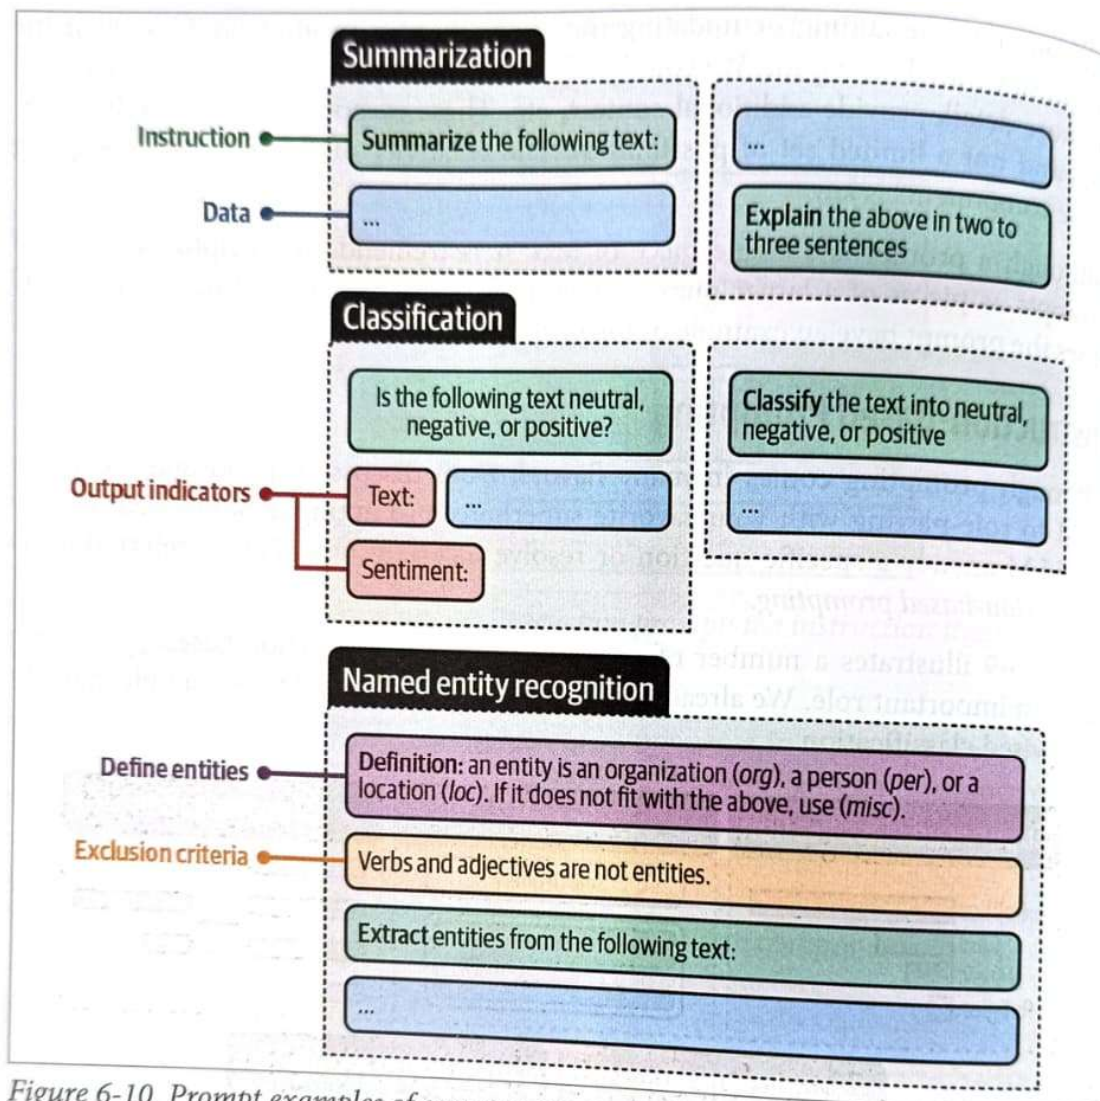 Summarization
Instruction
Summarize the following text:
Data
...
...
Explain the above in two to
three sentences
Classification
Is the following text neutral,
negative, or positive?
Output indicators
Text:
...
Sentiment:
Classify the text into neutral,
negative, or positive
...
Named entity recognition
Define entities
Definition: an entity is an organization (org), a person (per), or a
location (loc). If it does not fit with the above, use (misc).
Exclusion criteria
Verbs and adjectives are not entities.
Extract entities from the following text:
...
Figure 6-10. Prompt examples of